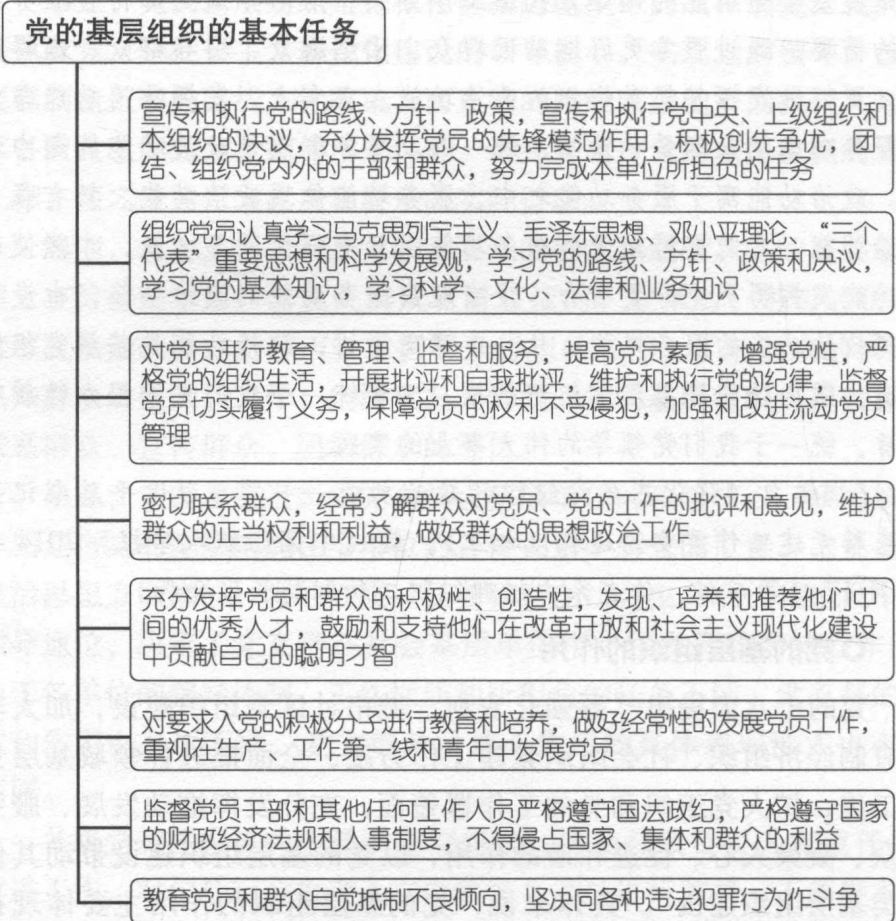 党的基层组织的基本任务
宣传和执行党的路线、方针、政策，宣传和执行党中央、上级组织和
本组织的决议，充分发挥党员的先锋模范作用，积极创先争优，团
结、组织党内外的干部和群众，努力完成本单位所担负的任务
组织党员认真学习马克思列宁主义、毛泽东思想、邓小平理论、“三个
代表”重要思想和科学发展观，学习党的路线、方针、政策和决议，
学习党的基本知识，学习科学、文化、法律和业务知识
对党员进行教育、管理、监督和服务，提高党员素质，增强党性，严
格党的组织生活，开展批评和自我批评，维护和执行党的纪律，监督
党员切实履行义务，保障党员的权利不受侵犯，加强和改进流动党员
管理
密切联系群众，经常了解群众对党员、党的工作的批评和意见，维护
群众的正当权利和利益，做好群众的思想政治工作
充分发挥党员和群众的积极性、创造性，发现、培养和推荐他们中
间的优秀人才，鼓励和支持他们在改革开放和社会主义现代化建设
中贡献自己的聪明才智
对要求入党的积极分子进行教育和培养，做好经常性的发展党员工作，
重视在生产、工作第一线和青年中发展党员
监督党员干部和其他任何工作人员严格遵守国法政纪，严格遵守国家
的财政经济法规和人事制度，不得侵占国家、集体和群众的利益
教育党员和群众自觉抵制不良倾向，坚决同各种违法犯罪行为作斗争